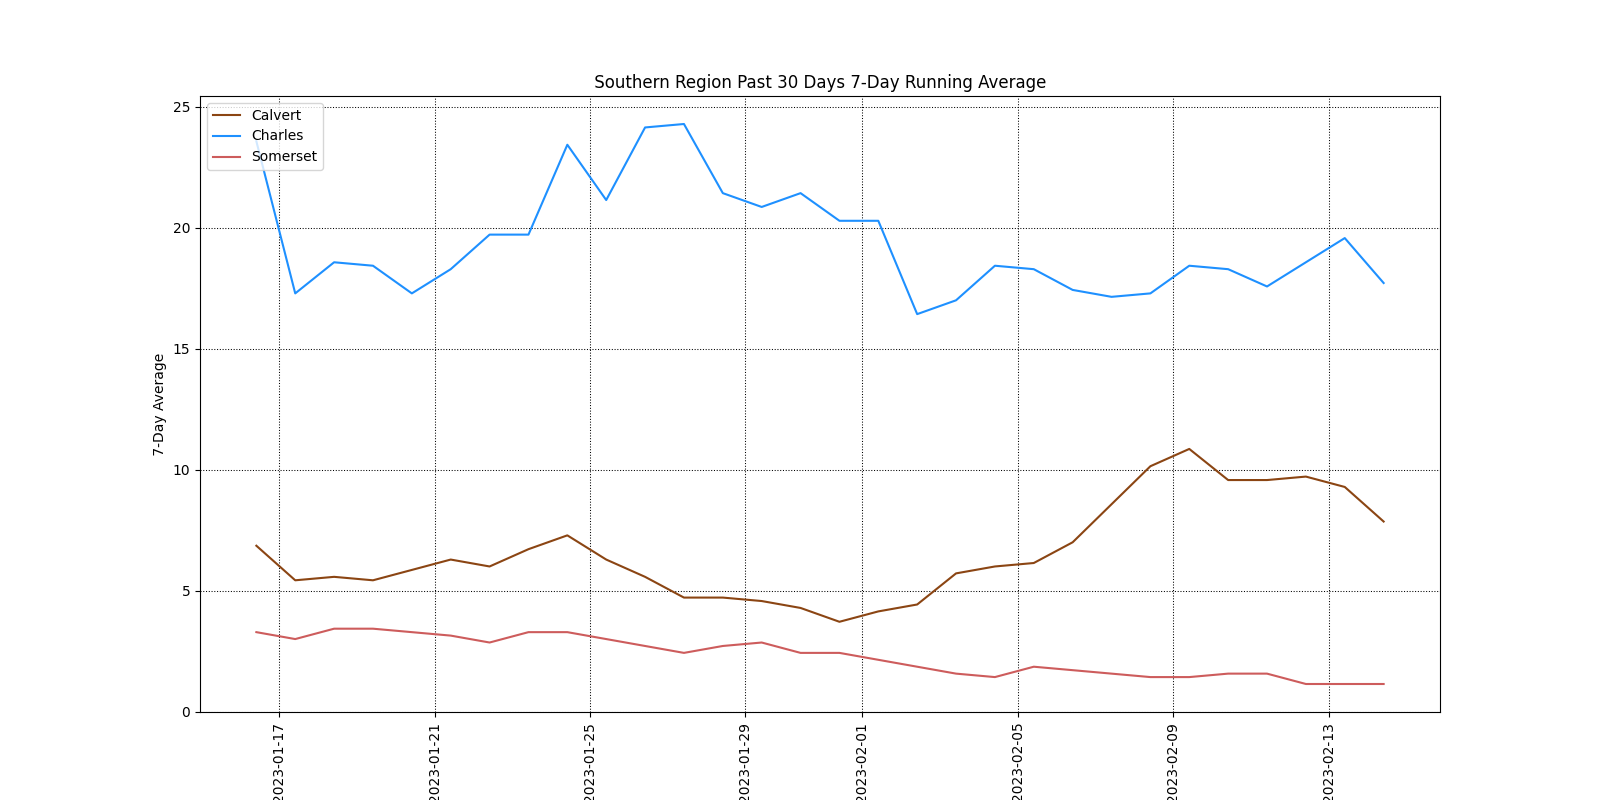 Southern Region Past 30 Days 7-Day Running Average
Calvert
Charles
Somerset
7-Day Average
25
20
15
10
5
0
2023-01-17
2023-01-21
2023-01-25
2023-01-29
2023-02-01
2023-02-05
2023-02-09
2023-02-13